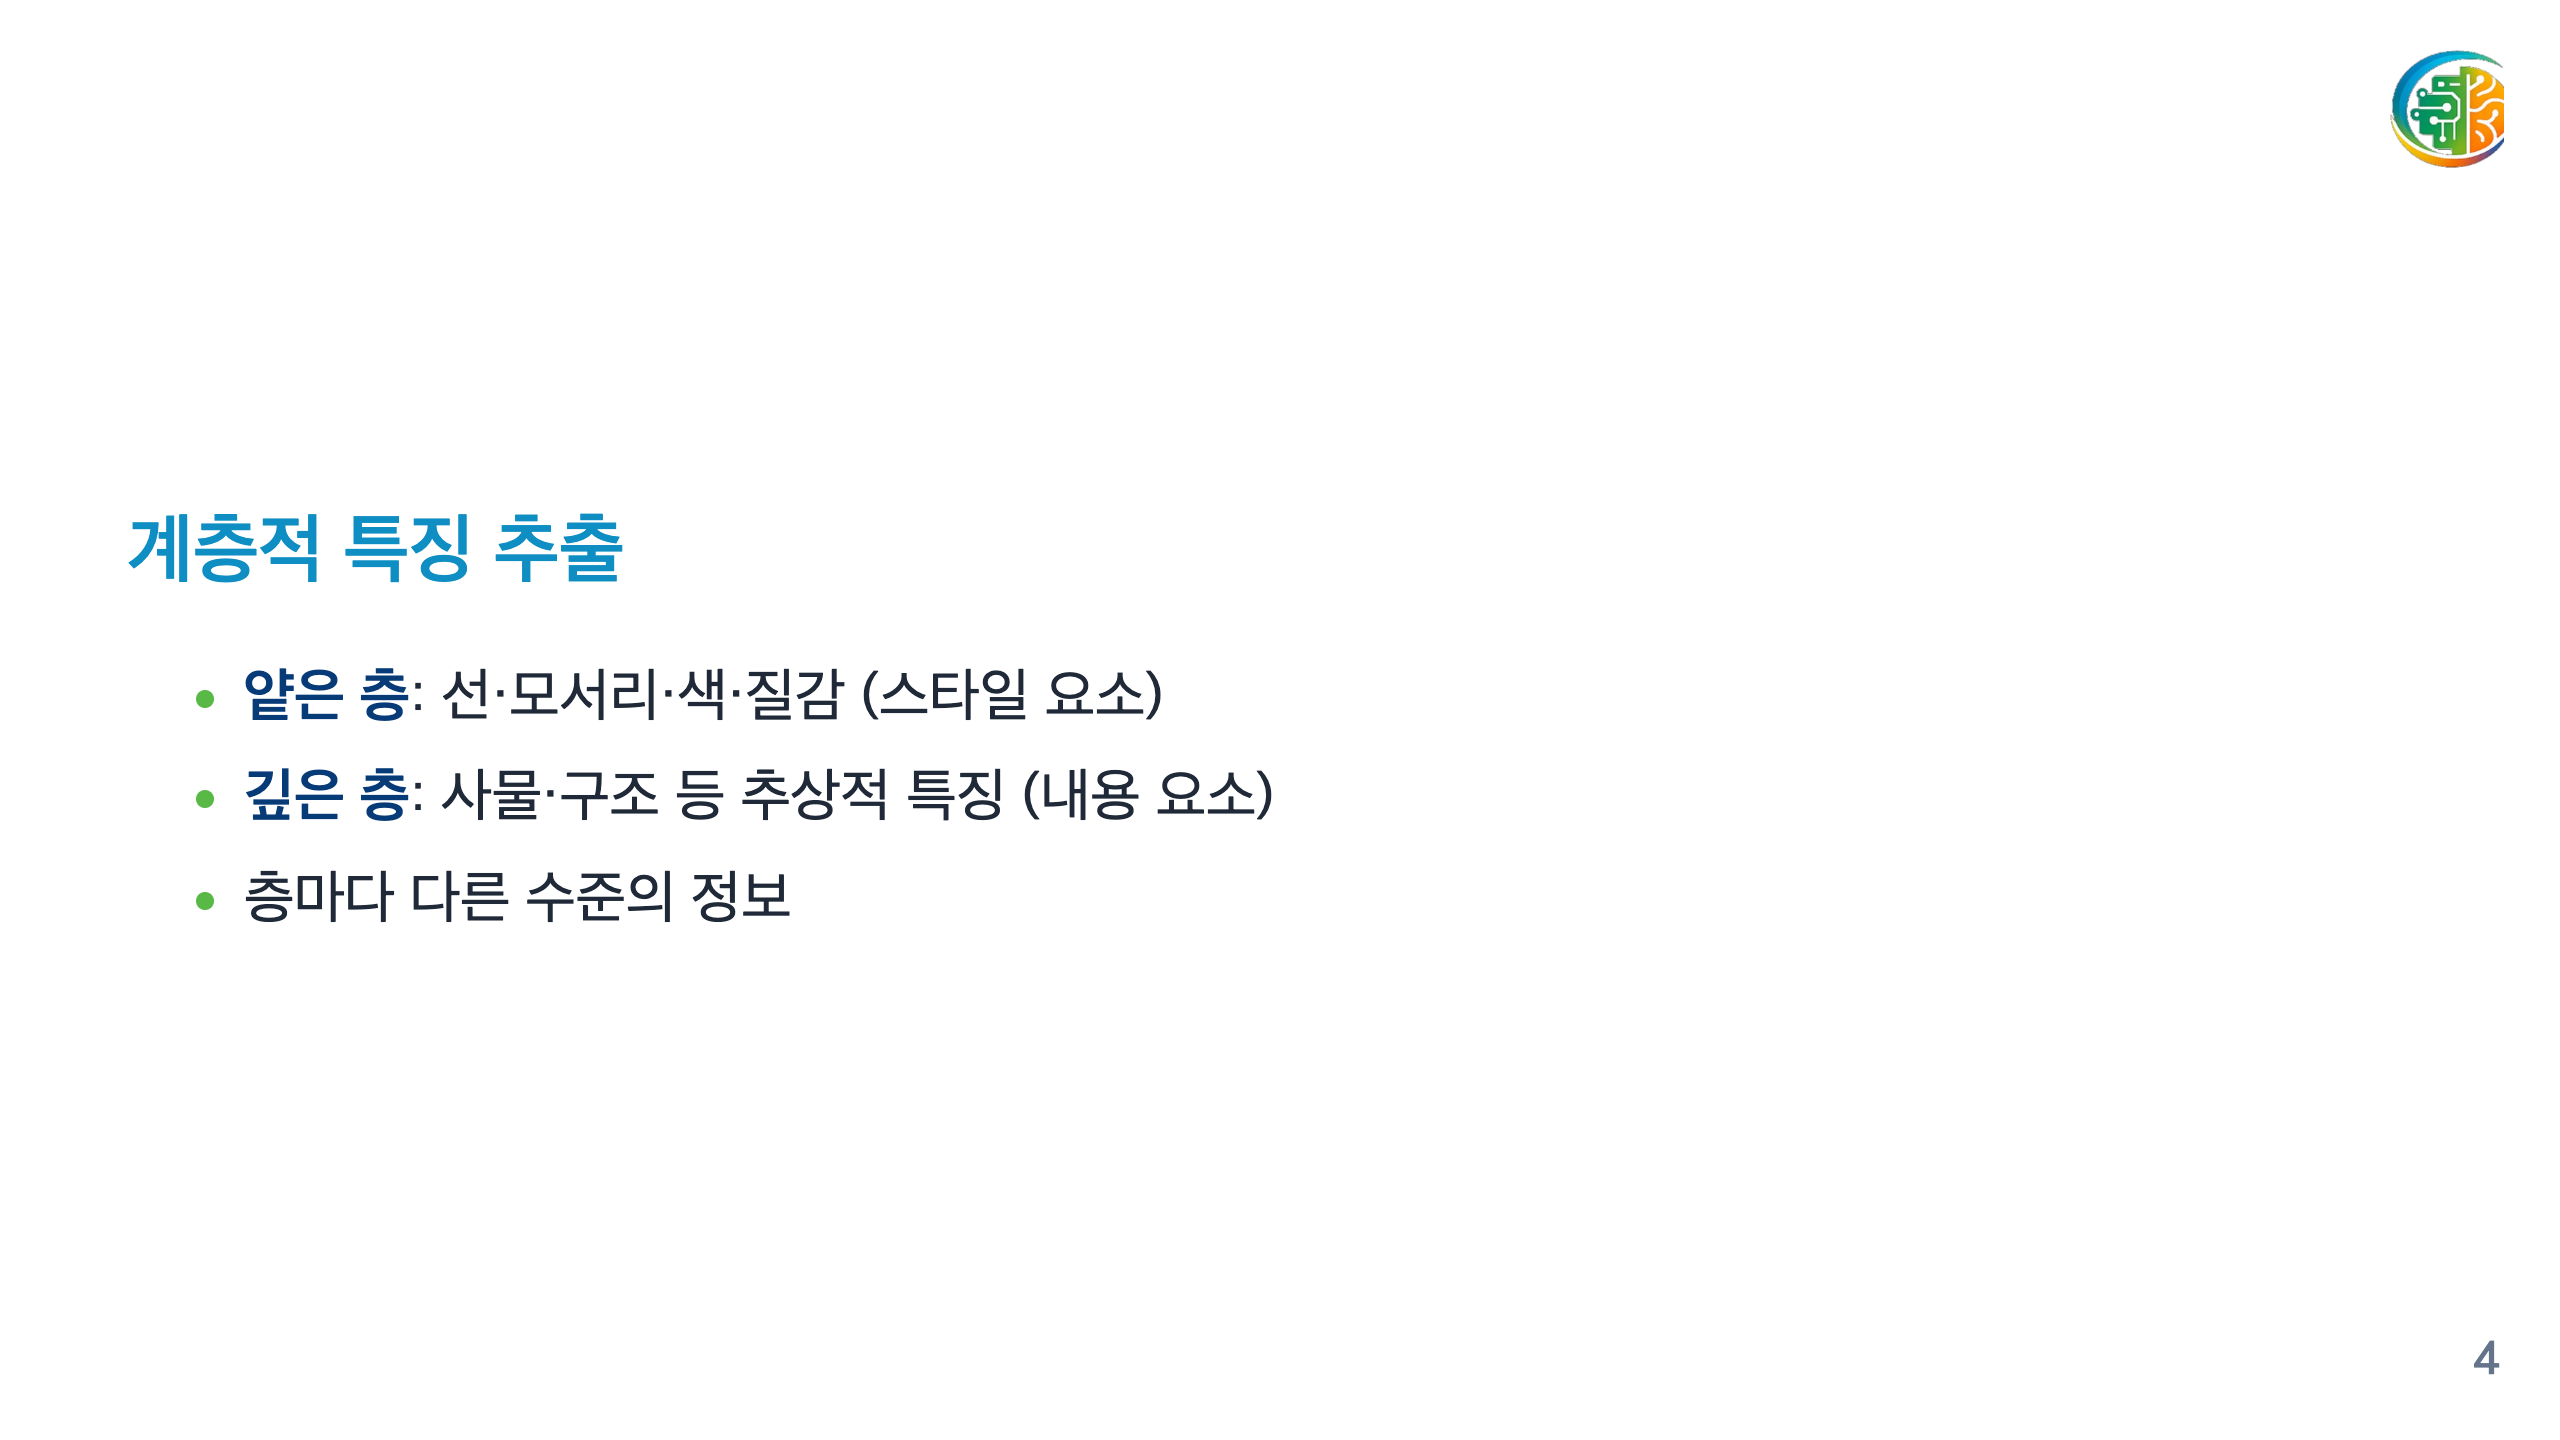 계층적 특징 추출
• 얕은 층: 선·모서리·색·질감 (스타일 요소)
• 깊은 층: 사물·구조 등 추상적 특징 (내용 요소)
• 층마다 다른 수준의 정보
4